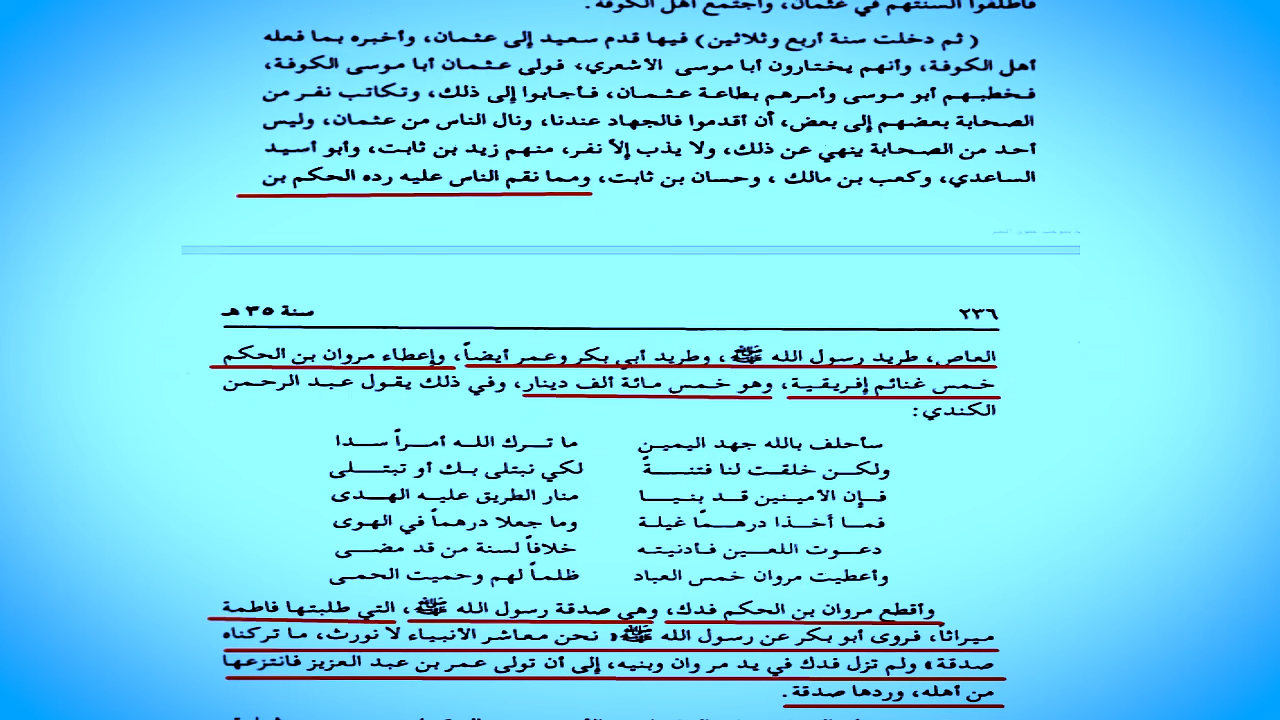 فأطلقوا ألسنتهم في عثمان، واجتمع أهل الكوفة.
( ثم دخلت سنة أربع وثلاثين) فيها قدم سعيد إلى عثمان، وأخبره بما فعله
أهل الكوفة، وأنهم يختارون أبا موسى الأشعري، فولى عثمان أبا موسى الكوفة،
فخطبهم أبو موسى وأمرهم بطاعة عثمان، فأجابوا إلى ذلك، وتكاتب نفر من
الصحابة بعضهم إلى بعض، أن أقدموا فالجهاد عندنا، ونال الناس من عثمان، وليس
أحد من الصحابة ينهي عن ذلك، ولا يذب إلاّ نفر، منهم زيد بن ثابت، وأبو أسيد
الساعدي، وكعب بن مالك ، وحسان بن ثابت، ومما نقم الناس عليه رده الحكم بن
٢٣٦ سنة ٣٥ هـ
العاص، طريد رسول الله ﷺ، وطريد أبي بكر وعمر أيضاً، وإعطاء مروان بن الحكم
خمس غنائم إفريقية، وهو خمس مائة ألف دينار، وفي ذلك يقول عبد الرحمن
الكندي:
سأحلف بالله جهد اليمين ما ترك الله أمراً سدا
ولكن خلقت لنا فتنةً لكي نبتلى بك أو تبتلى
فإن الأمينين قد بنيا منار الطريق عليه الهدى
فما أخذا درهمًا غيلة وما جعلا درهماً في الهوى
دعوت اللعين فأدنيته خلافاً لسنة من قد مضى
وأعطيت مروان خمس العباد ظلماً لهم وحميت الحمى
وأقطع مروان بن الحكم فدك، وهي صدقة رسول الله ﷺ، التي طلبتها فاطمة
ميراثا، فروى أبو بكر عن رسول الله ﷺ «نحن معاشر الأنبياء لا نورث، ما تركناه
صدقة» ولم تزل فدك في يد مروان وبنيه، إلى أن تولى عمر بن عبد العزيز فانتزعها
من أهله، وردها صدقة.